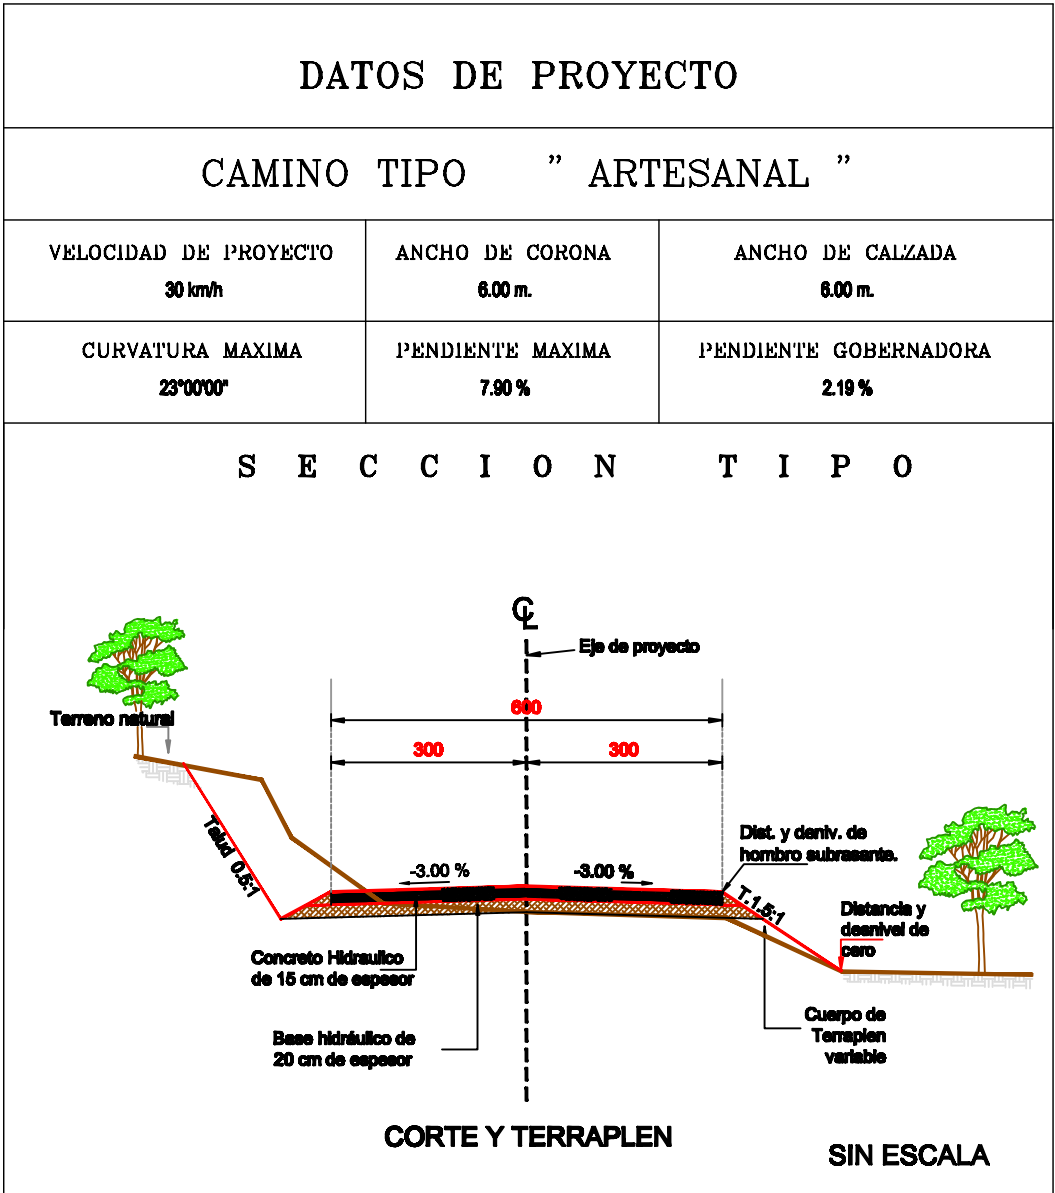 DATOS DE PROYECTO
CAMINO TIPO " ARTESANAL "
VELOCIDAD DE PROYECTO
30 km/h
ANCHO DE CORONA
6.00 m.
ANCHO DE CALZADA
6.00 m.
CURVATURA MAXIMA
23°00'00"
PENDIENTE MAXIMA
7.90 %
PENDIENTE GOBERNADORA
2.19 %
SECCION TIPO
CL
Eje de proyecto
Terreno natural
600
300
300
Talud 0.5:1
-3.00 %
-3.00 %
Dist. y deniv. de
hombro subrasante.
T.1.5:1
Distancia y
desnivel de
cero
Concreto Hidraulico
de 15 cm de espesor
Base hidráulico de
20 cm de espesor
Cuerpo de
Terraplen
variable
CORTE Y TERRAPLEN
SIN ESCALA